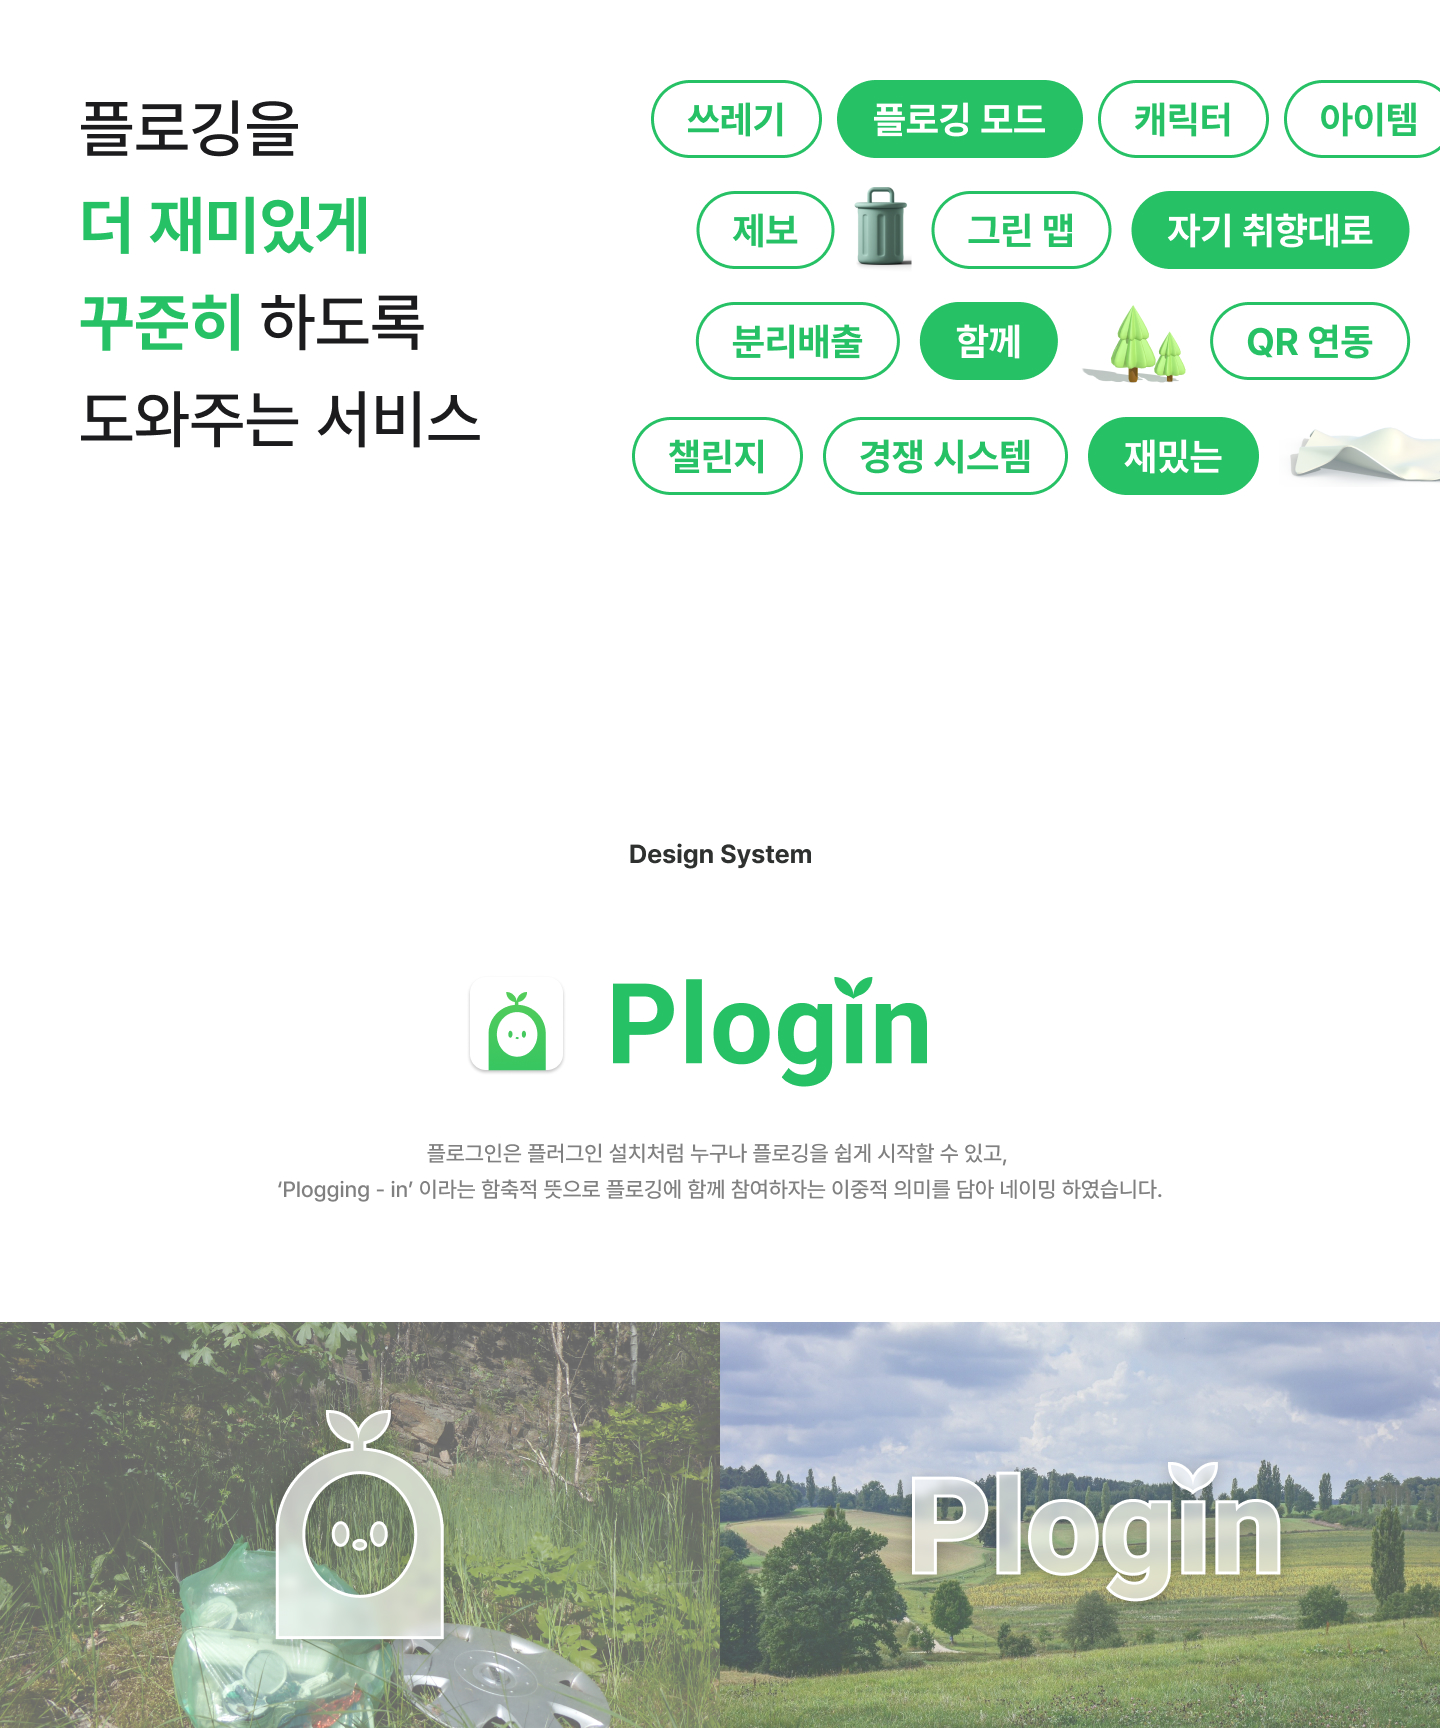 플로깅을
더 재미있게
꾸준히 하도록
도와주는 서비스
쓰레기 플로깅 모드 캐릭터 아이템
제보 그린 맵 자기 취향대로
분리배출 함께 QR 연동
챌린지 경쟁 시스템 재밌는
Design System
Plogin
플로그인은 플러그인 설치처럼 누구나 플로깅을 쉽게 시작할 수 있고,
‘Plogging - in’ 이라는 함축적 뜻으로 플로깅에 함께 참여하자는 이중적 의미를 담아 네이밍 하였습니다.
Plogin